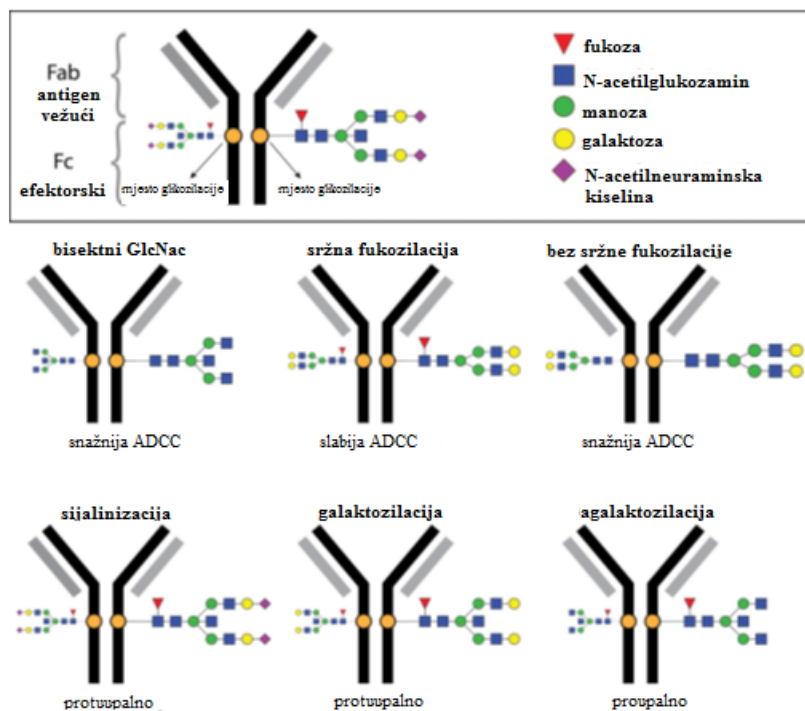 Fab
antigen
vežući
Fc
efektorski
mjesto glikozilacije
mjesto glikozilacije
fukoza
N-acetilglukozamin
manoza
galaktoza
N-acetilneuraminska
kiselina
bisektni GlcNac
sržna fukozilacija
bez sržne fukozilacije
snažnija ADCC
slabija ADCC
snažnija ADCC
sijalinizacija
galaktozilacija
agalaktozilacija
protuupalno
protuupalno
proupalno